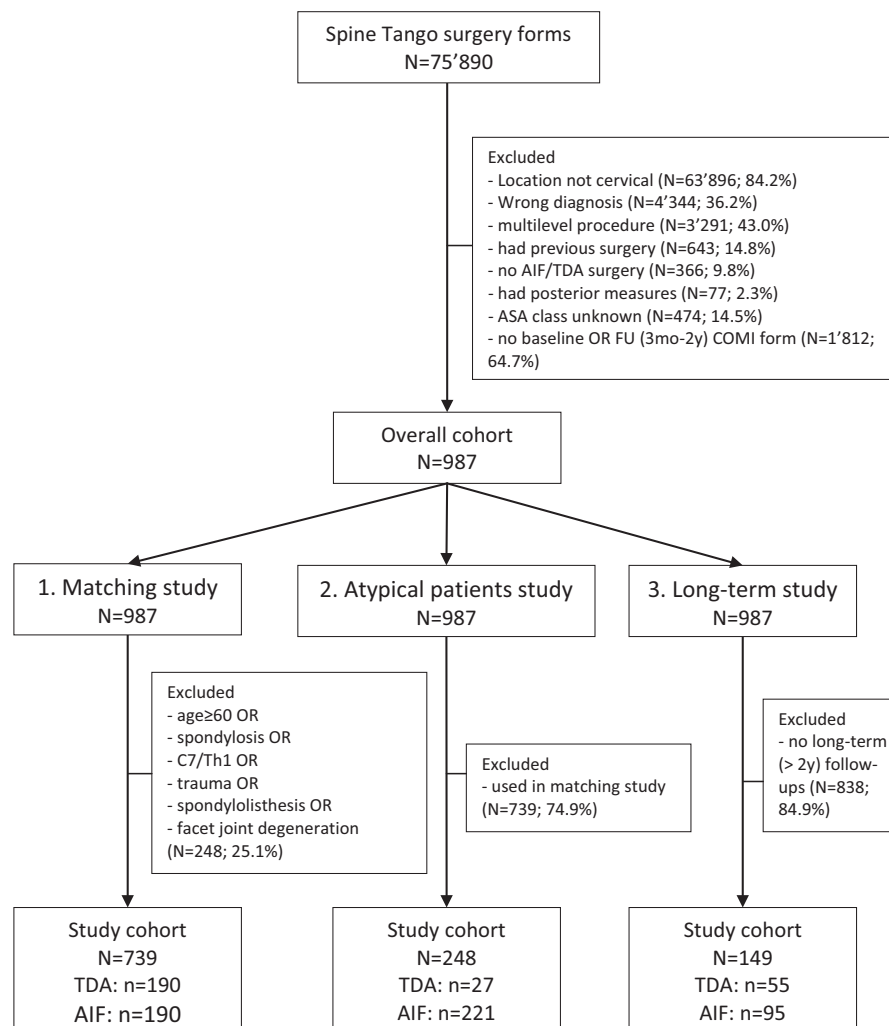 Spine Tango surgery forms
N=75’890
Excluded
- Location not cervical (N=63’896; 84.2%)
- Wrong diagnosis (N=4’344; 36.2%)
- multilevel procedure (N=3’291; 43.0%)
- had previous surgery (N=643; 14.8%)
- no AIF/TDA surgery (N=366; 9.8%)
- had posterior measures (N=77; 2.3%)
- ASA class unknown (N=474; 14.5%)
- no baseline OR FU (3mo-2y) COMI form (N=1’812;
64.7%)
Overall cohort
N=987
1. Matching study
N=987
2. Atypical patients study
N=987
3. Long-term study
N=987
Excluded
- age≥60 OR
- spondylosis OR
- C7/Th1 OR
- trauma OR
- spondylolisthesis OR
- facet joint degeneration
(N=248; 25.1%)
Excluded
- used in matching study
(N=739; 74.9%)
Excluded
- no long-term
(> 2y) follow-
ups (N=838;
84.9%)
Study cohort
N=739
TDA: n=190
AIF: n=190
Study cohort
N=248
TDA: n=27
AIF: n=221
Study cohort
N=149
TDA: n=55
AIF: n=95